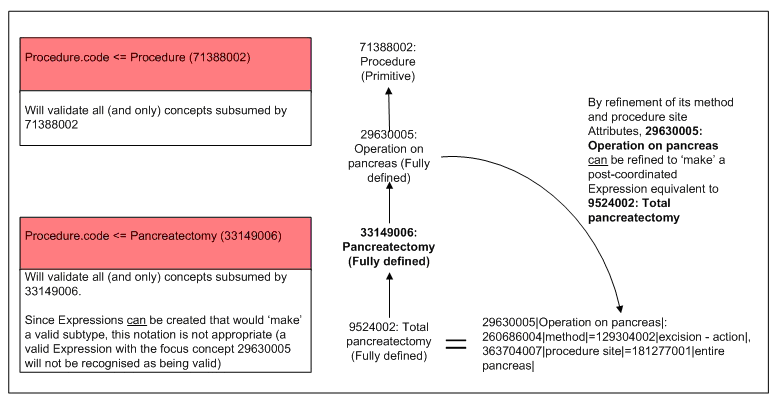 Procedure.code <= Procedure (71388002)
Will validate all (and only) concepts subsumed by
71388002
Procedure.code <= Pancreatectomy (33149006)
Will validate all (and only) concepts subsumed by
33149006.
Since Expressions can be created that would ‘make’
a valid subtype, this notation is not appropriate (a
valid Expression with the focus concept 29630005
will not be recognised as being valid)
71388002:
Procedure
(Primitive)
29630005:
Operation on
pancreas (Fully
defined)
33149006:
Pancreatectomy
(Fully defined)
9524002: Total
pancreatectomy
(Fully defined)
=
By refinement of its method
and procedure site
Attributes, 29630005:
Operation on pancreas
can be refined to ‘make’ a
post-coordinated
Expression equivalent to
9524002: Total
pancreatectomy
29630005|Operation on pancreas|:
260686004|method|=129304002|excision - action|,
363704007|procedure site|=181277001|entire
pancreas|